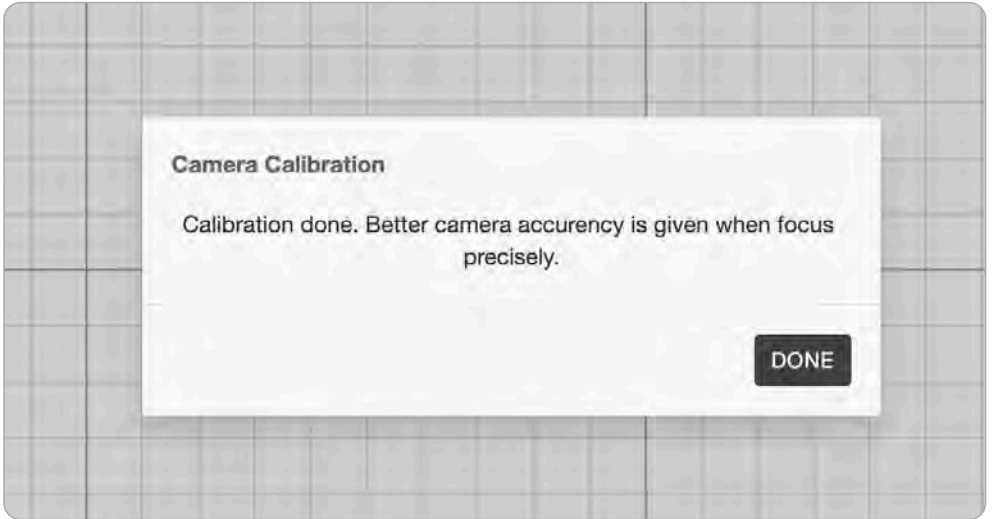 Camera Calibration
Calibration done. Better camera accurency is given when focus
precisely.
DONE